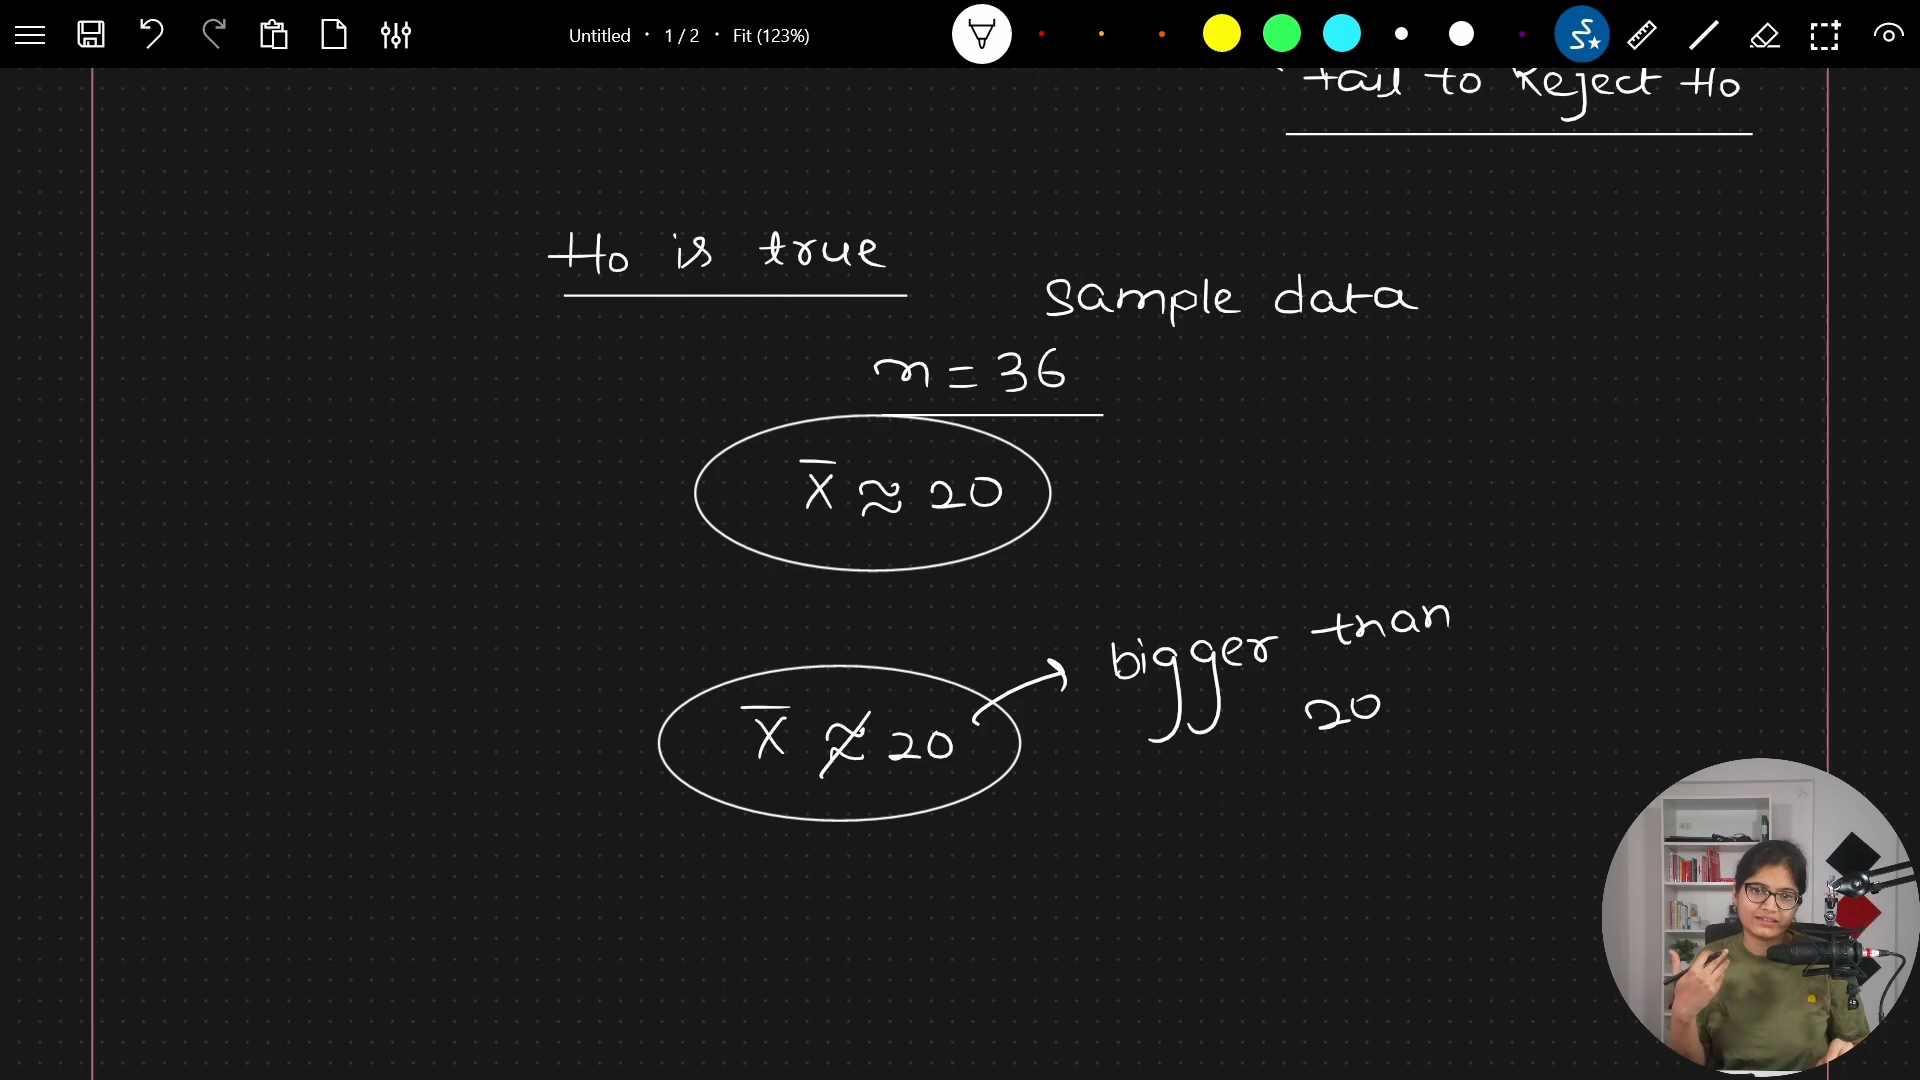 Untitled • 1 / 2 • Fit (123%)
Fail to Reject Ho
Ho is true
Sample data
n = 36
X̅ ≈ 20
bigger than
20
X̅ ≉ 20